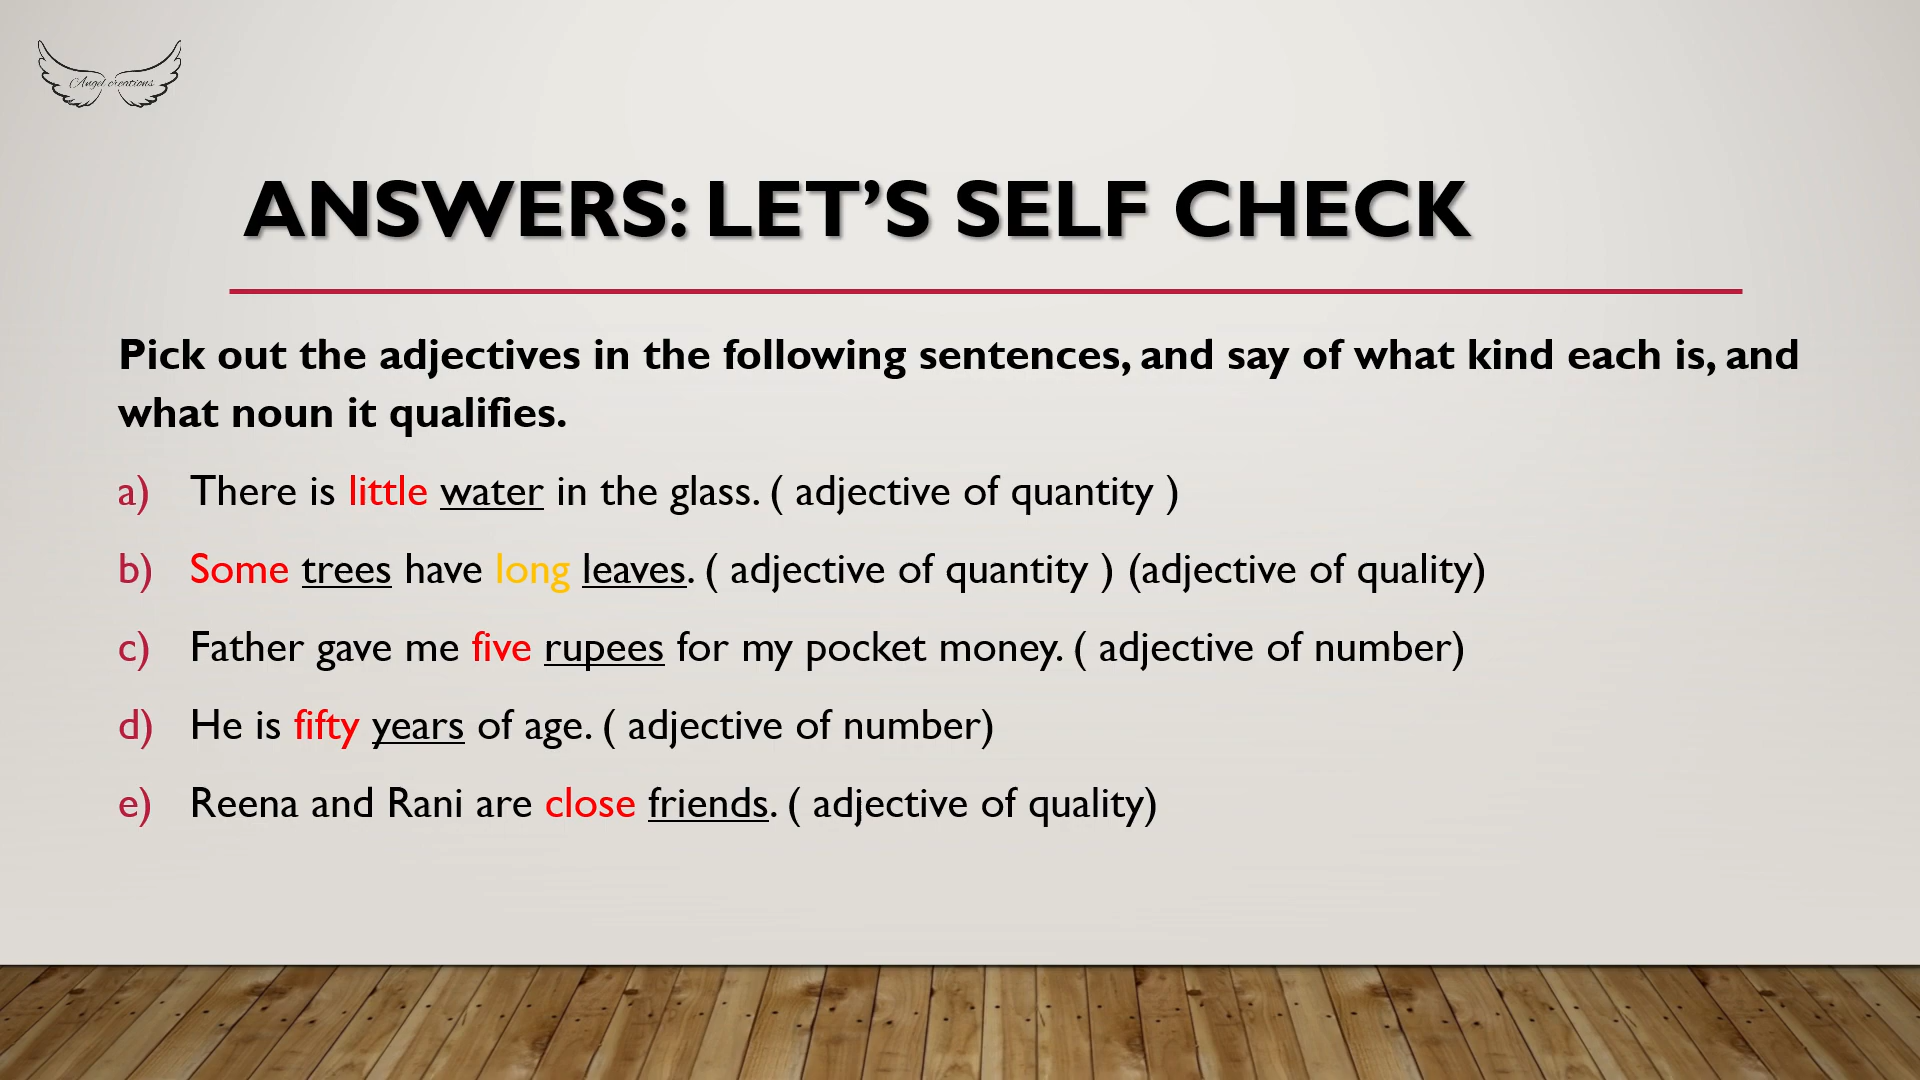 Angel creations
ANSWERS: LET’S SELF CHECK
Pick out the adjectives in the following sentences, and say of what kind each is, and
what noun it qualifies.
a) There is little water in the glass. ( adjective of quantity )
b) Some trees have long leaves. ( adjective of quantity ) (adjective of quality)
c) Father gave me five rupees for my pocket money. ( adjective of number)
d) He is fifty years of age. ( adjective of number)
e) Reena and Rani are close friends. ( adjective of quality)